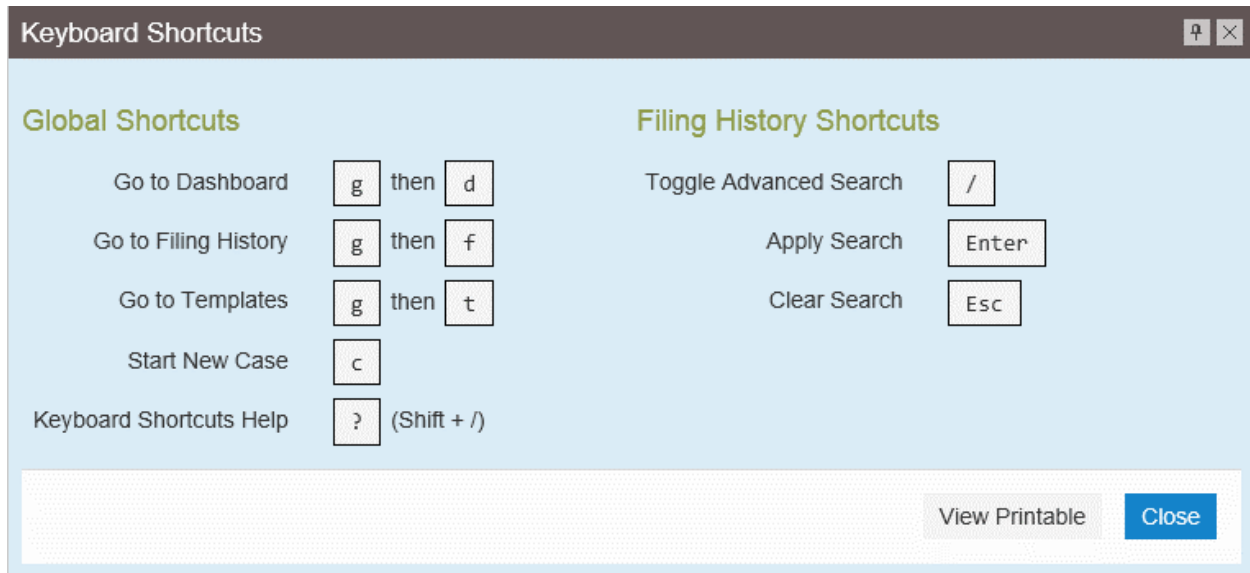 Keyboard Shortcuts
Global Shortcuts
Go to Dashboard g then d
Go to Filing History g then f
Go to Templates g then t
Start New Case c
Keyboard Shortcuts Help ? (Shift + /)
Filing History Shortcuts
Toggle Advanced Search /
Apply Search Enter
Clear Search Esc
View Printable Close